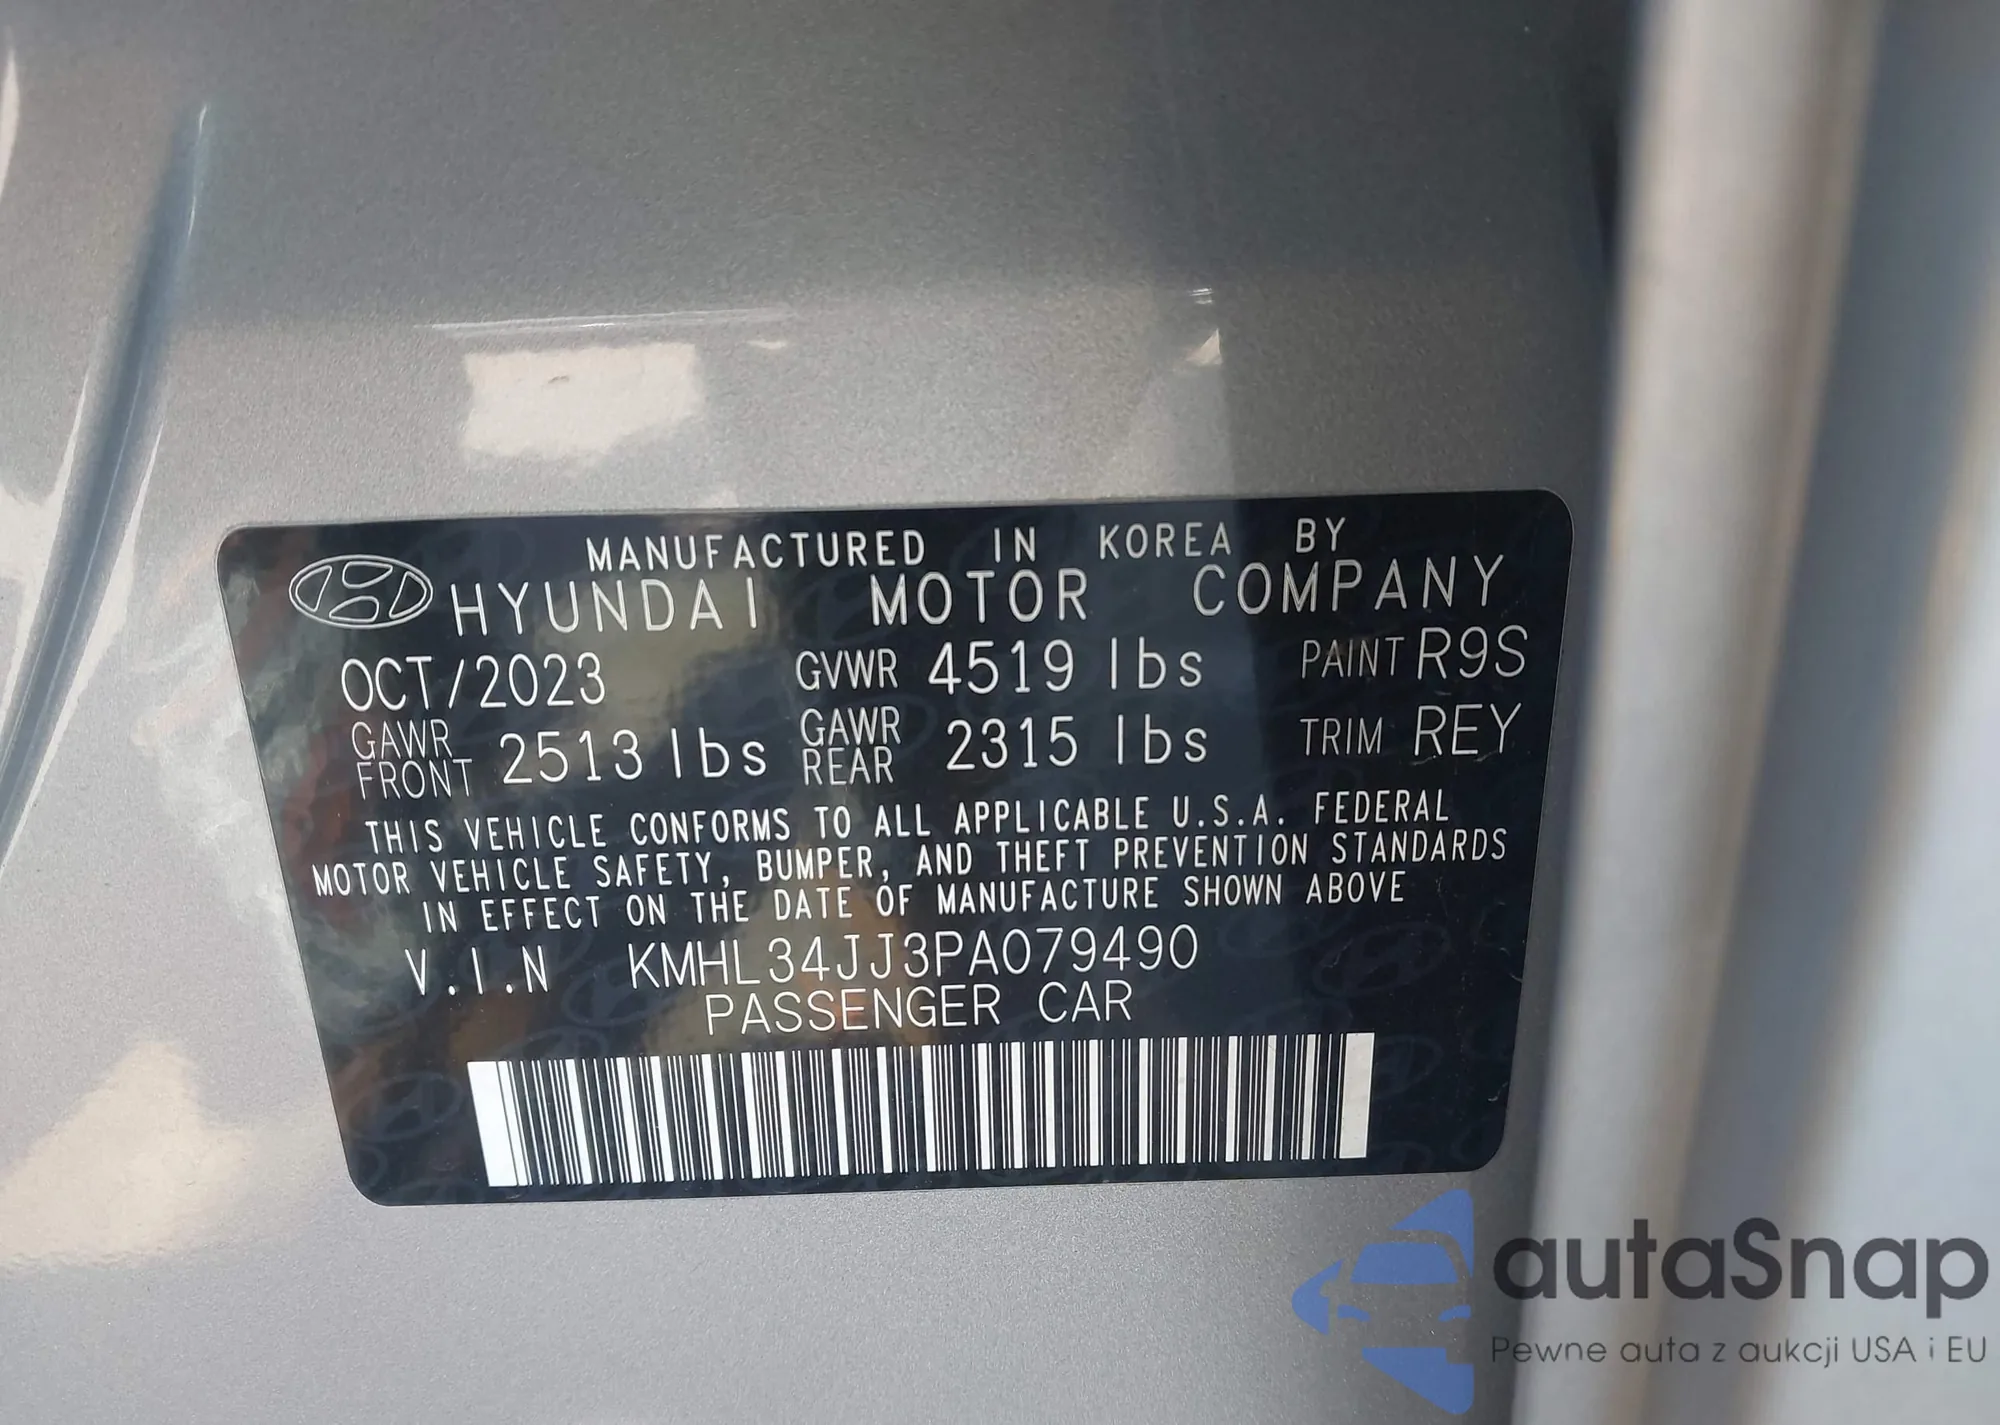 MANUFACTURED IN KOREA BY
HYUNDAI MOTOR COMPANY
OCT/2023 GVWR 4519 lbs PAINT R9S
GAWR FRONT 2513 lbs GAWR REAR 2315 lbs TRIM REY
THIS VEHICLE CONFORMS TO ALL APPLICABLE U.S.A. FEDERAL
MOTOR VEHICLE SAFETY, BUMPER, AND THEFT PREVENTION STANDARDS
IN EFFECT ON THE DATE OF MANUFACTURE SHOWN ABOVE
V.I.N KMHL34JJ3PA079490
PASSENGER CAR
autaSnap
Pewne auta z aukcji USA i EU